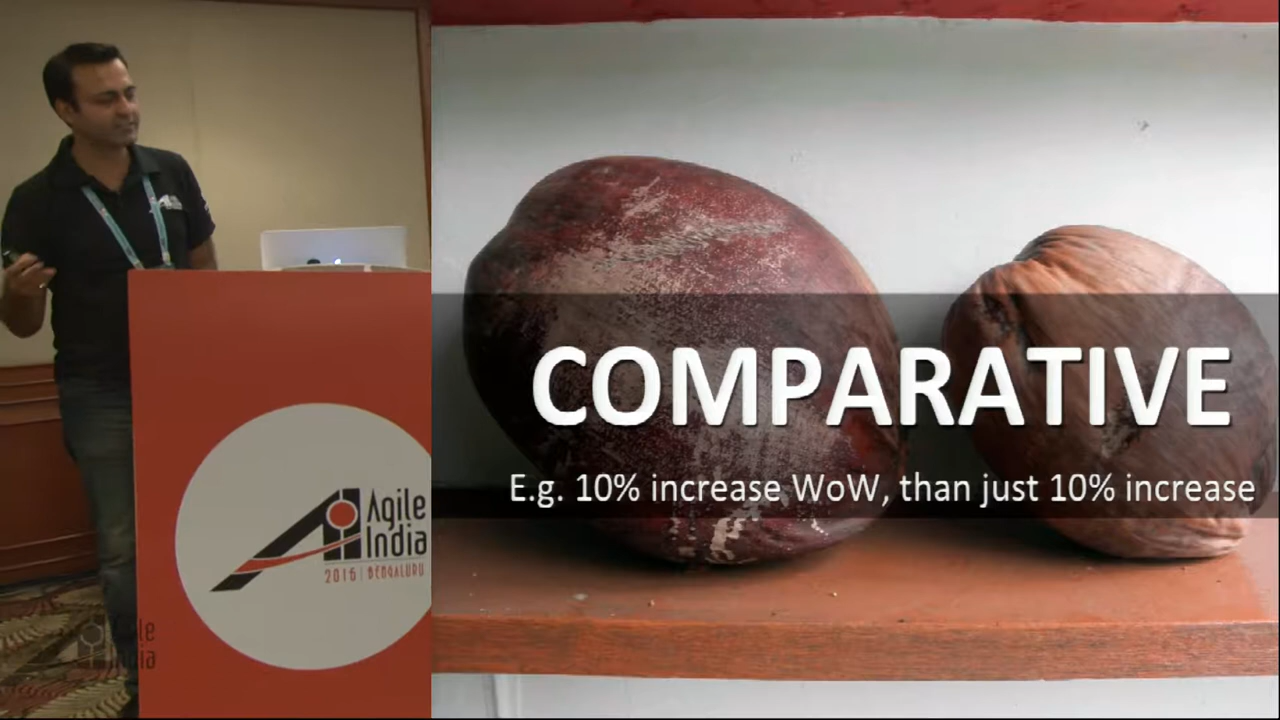 COMPARATIVE
E.g. 10% increase WoW, than just 10% increase
Agile
India
2016 | BENGALURU
Agile
India